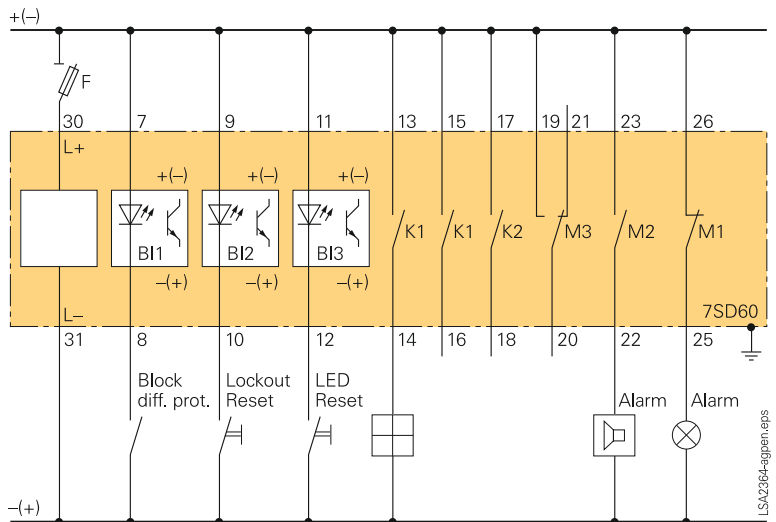 +(–)
F
30 7 9 11 13 15 17 19 21 23 26
L+
+(–) +(–) +(–)
K1 K1 K2 M3 M2 M1
BI1 BI2 BI3
–(+) –(+) –(+)
L–
7SD60
31 8 10 12 14 16 18 20 22 25
Block
diff. prot.
Lockout
Reset
LED
Reset
Alarm
Alarm
–(+)
LSA2364-agpen.eps